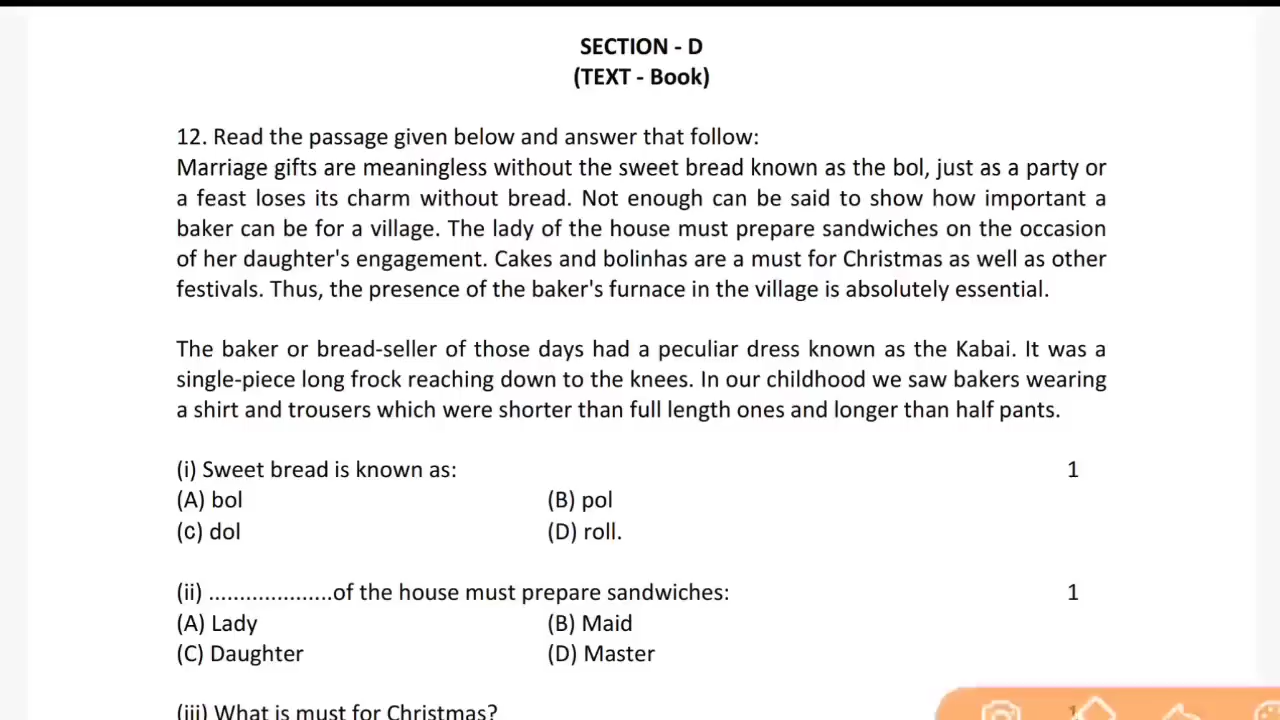 SECTION - D
(TEXT - Book)
12. Read the passage given below and answer that follow:
Marriage gifts are meaningless without the sweet bread known as the bol, just as a party or
a feast loses its charm without bread. Not enough can be said to show how important a
baker can be for a village. The lady of the house must prepare sandwiches on the occasion
of her daughter's engagement. Cakes and bolinhas are a must for Christmas as well as other
festivals. Thus, the presence of the baker's furnace in the village is absolutely essential.
The baker or bread-seller of those days had a peculiar dress known as the Kabai. It was a
single-piece long frock reaching down to the knees. In our childhood we saw bakers wearing
a shirt and trousers which were shorter than full length ones and longer than half pants.
(i) Sweet bread is known as: 1
(A) bol (B) pol
(c) dol (D) roll.
(ii) ....................of the house must prepare sandwiches: 1
(A) Lady (B) Maid
(C) Daughter (D) Master
(iii) What is must for Christmas? 1